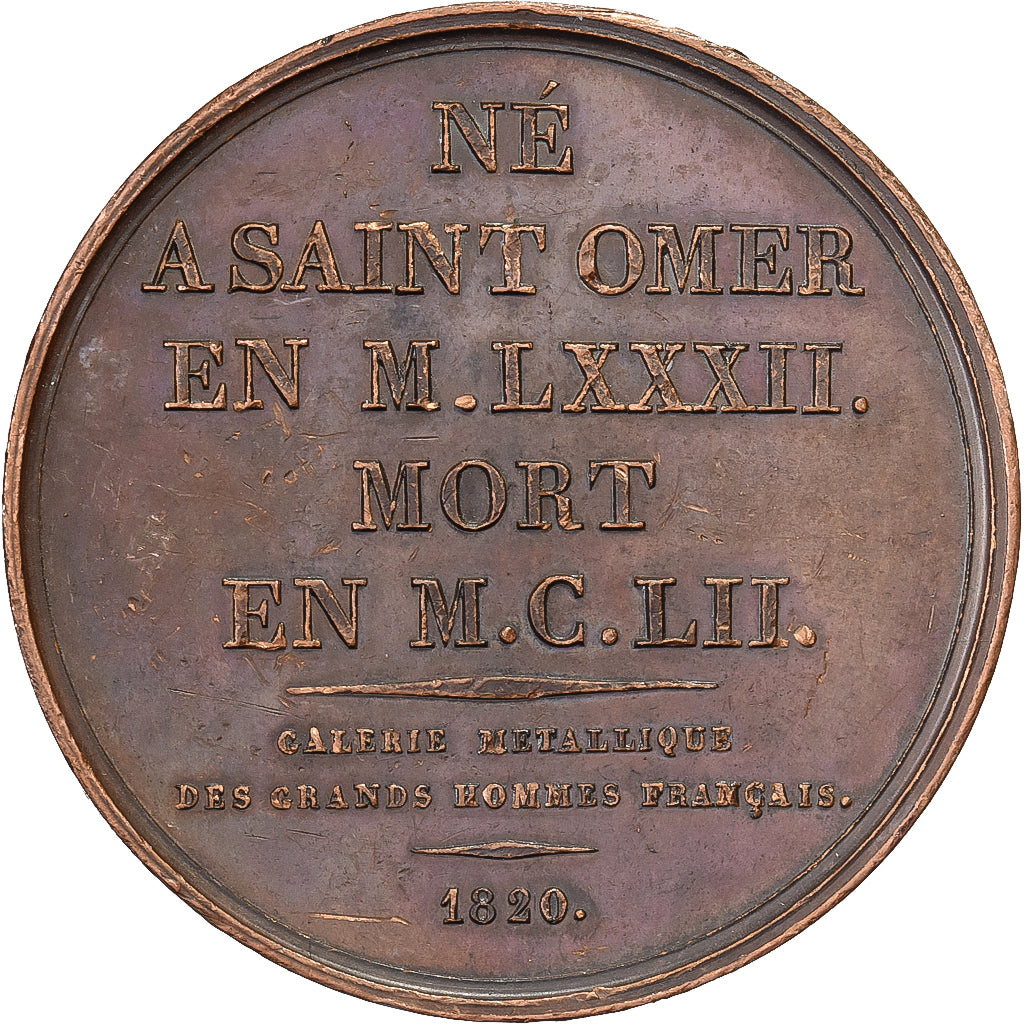 NÉ
A SAINT OMER
EN M.LXXXII.
MORT
EN M.C.LII.
GALERIE METALLIQUE
DES GRANDS HOMMES FRANÇAIS.
1820.